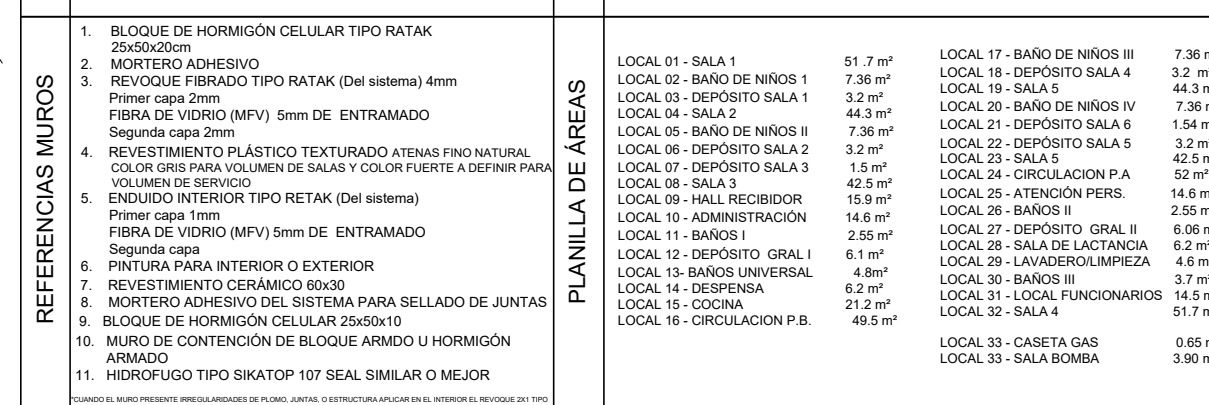 REFERENCIAS MUROS
1. BLOQUE DE HORMIGÓN CELULAR TIPO RATAK
25x50x20cm
2. MORTERO ADHESIVO
3. REVOQUE FIBRADO TIPO RATAK (Del sistema) 4mm
Primer capa 2mm
FIBRA DE VIDRIO (MFV) 5mm DE ENTRAMADO
Segunda capa 2mm
4. REVESTIMIENTO PLÁSTICO TEXTURADO ATENAS FINO NATURAL
COLOR GRIS PARA VOLUMEN DE SALAS Y COLOR FUERTE A DEFINIR PARA
VOLUMEN DE SERVICIO
5. ENDUIDO INTERIOR TIPO RETAK (Del sistema)
Primer capa 1mm
FIBRA DE VIDRIO (MFV) 5mm DE ENTRAMADO
Segunda capa
6. PINTURA PARA INTERIOR O EXTERIOR
7. REVESTIMIENTO CERÁMICO 60x30
8. MORTERO ADHESIVO DEL SISTEMA PARA SELLADO DE JUNTAS
9. BLOQUE DE HORMIGÓN CELULAR 25x50x10
10. MURO DE CONTENCIÓN DE BLOQUE ARMDO U HORMIGÓN
ARMADO
11. HIDROFUGO TIPO SIKATOP 107 SEAL SIMILAR O MEJOR
*CUANDO EL MURO PRESENTE IRREGULARIDADES DE PLOMO, JUNTAS, O ESTRUCTURA APLICAR EN EL INTERIOR EL REVOQUE 2X1 TIPO
PLANILLA DE ÁREAS
LOCAL 01 - SALA 1 51 .7 m²
LOCAL 02 - BAÑO DE NIÑOS 1 7.36 m²
LOCAL 03 - DEPÓSITO SALA 1 3.2 m²
LOCAL 04 - SALA 2 44.3 m²
LOCAL 05 - BAÑO DE NIÑOS II 7.36 m²
LOCAL 06 - DEPÓSITO SALA 2 3.2 m²
LOCAL 07 - DEPÓSITO SALA 3 1.5 m²
LOCAL 08 - SALA 3 42.5 m²
LOCAL 09 - HALL RECIBIDOR 15.9 m²
LOCAL 10 - ADMINISTRACIÓN 14.6 m²
LOCAL 11 - BAÑOS I 2.55 m²
LOCAL 12 - DEPÓSITO GRAL I 6.1 m²
LOCAL 13- BAÑOS UNIVERSAL 4.8m²
LOCAL 14 - DESPENSA 6.2 m²
LOCAL 15 - COCINA 21.2 m²
LOCAL 16 - CIRCULACION P.B. 49.5 m²
LOCAL 17 - BAÑO DE NIÑOS III 7.36 m
LOCAL 18 - DEPÓSITO SALA 4 3.2 m²
LOCAL 19 - SALA 5 44.3 m
LOCAL 20 - BAÑO DE NIÑOS IV 7.36 m
LOCAL 21 - DEPÓSITO SALA 6 1.54 m
LOCAL 22 - DEPÓSITO SALA 5 3.2 m²
LOCAL 23 - SALA 5 42.5 m
LOCAL 24 - CIRCULACION P.A 52 m²
LOCAL 25 - ATENCIÓN PERS. 14.6 m
LOCAL 26 - BAÑOS II 2.55 m
LOCAL 27 - DEPÓSITO GRAL II 6.06 m
LOCAL 28 - SALA DE LACTANCIA 6.2 m²
LOCAL 29 - LAVADERO/LIMPIEZA 4.6 m
LOCAL 30 - BAÑOS III 3.7 m²
LOCAL 31 - LOCAL FUNCIONARIOS 14.5 m
LOCAL 32 - SALA 4 51.7 m
LOCAL 33 - CASETA GAS 0.65 m
LOCAL 33 - SALA BOMBA 3.90 m